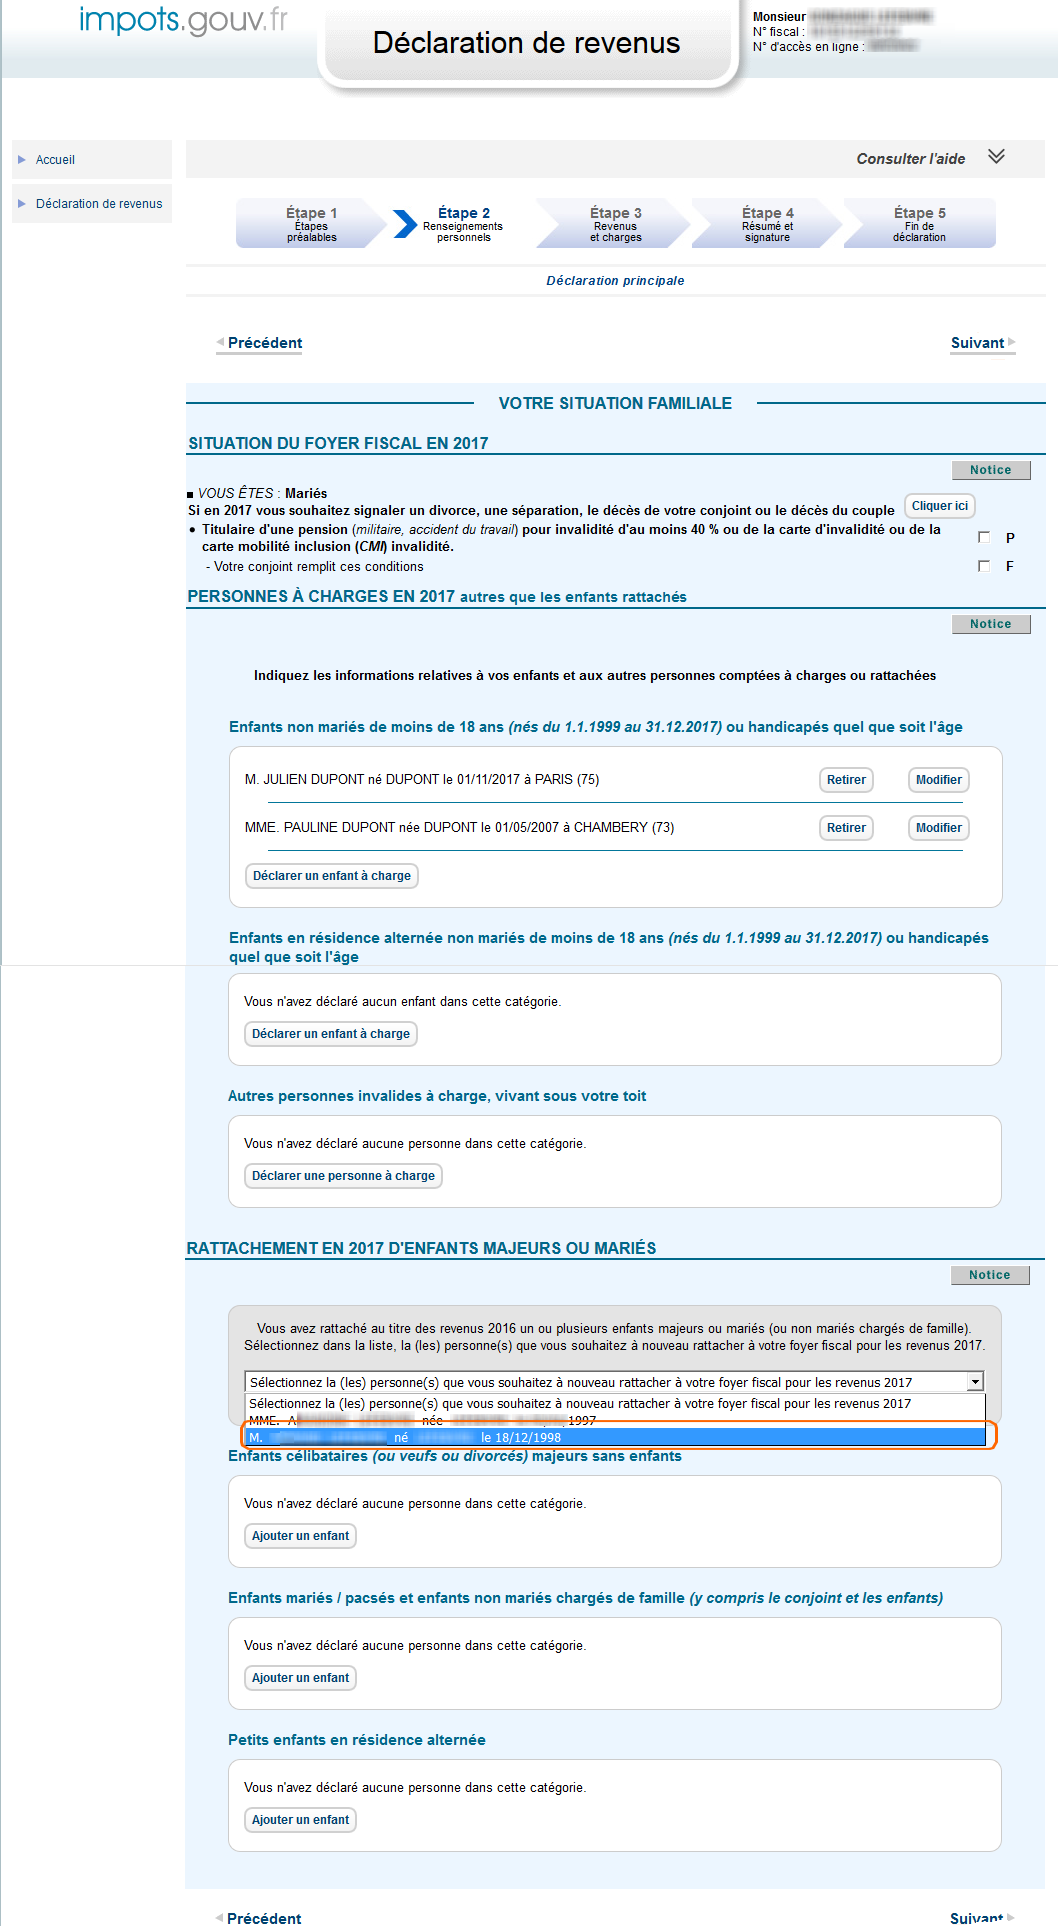 impots.gouv.fr
Déclaration de revenus
Monsieur
N° fiscal :
N° d'accès en ligne :
Accueil
Déclaration de revenus
Consulter l'aide
Étape 1
Étapes
préalables
Étape 2
Renseignements
personnels
Étape 3
Revenus
et charges
Étape 4
Résumé et
signature
Étape 5
Fin de
déclaration
Déclaration principale
Précédent
Suivant
VOTRE SITUATION FAMILIALE
SITUATION DU FOYER FISCAL EN 2017
Notice
VOUS ÊTES : Mariés
Si en 2017 vous souhaitez signaler un divorce, une séparation, le décès de votre conjoint ou le décès du couple Cliquer ici
• Titulaire d'une pension (militaire, accident du travail) pour invalidité d'au moins 40 % ou de la carte d'invalidité ou de la
carte mobilité inclusion (CMI) invalidité. P
- Votre conjoint remplit ces conditions F
PERSONNES À CHARGES EN 2017 autres que les enfants rattachés
Notice
Indiquez les informations relatives à vos enfants et aux autres personnes comptées à charges ou rattachées
Enfants non mariés de moins de 18 ans (nés du 1.1.1999 au 31.12.2017) ou handicapés quel que soit l'âge
M. JULIEN DUPONT né DUPONT le 01/11/2017 à PARIS (75) Retirer Modifier
MME. PAULINE DUPONT née DUPONT le 01/05/2007 à CHAMBERY (73) Retirer Modifier
Déclarer un enfant à charge
Enfants en résidence alternée non mariés de moins de 18 ans (nés du 1.1.1999 au 31.12.2017) ou handicapés
quel que soit l'âge
Vous n'avez déclaré aucun enfant dans cette catégorie.
Déclarer un enfant à charge
Autres personnes invalides à charge, vivant sous votre toit
Vous n'avez déclaré aucune personne dans cette catégorie.
Déclarer une personne à charge
RATTACHEMENT EN 2017 D'ENFANTS MAJEURS OU MARIÉS
Notice
Vous avez rattaché au titre des revenus 2016 un ou plusieurs enfants majeurs ou mariés (ou non mariés chargés de famille).
Sélectionnez dans la liste, la (les) personne(s) que vous souhaitez à nouveau rattacher à votre foyer fiscal pour les revenus 2017.
Sélectionnez la (les) personne(s) que vous souhaitez à nouveau rattacher à votre foyer fiscal pour les revenus 2017
Sélectionnez la (les) personne(s) que vous souhaitez à nouveau rattacher à votre foyer fiscal pour les revenus 2017
MME. née 1997
M. né le 18/12/1998
Enfants célibataires (ou veufs ou divorcés) majeurs sans enfants
Vous n'avez déclaré aucune personne dans cette catégorie.
Ajouter un enfant
Enfants mariés / pacsés et enfants non mariés chargés de famille (y compris le conjoint et les enfants)
Vous n'avez déclaré aucune personne dans cette catégorie.
Ajouter un enfant
Petits enfants en résidence alternée
Vous n'avez déclaré aucune personne dans cette catégorie.
Ajouter un enfant
Précédent
Suivant